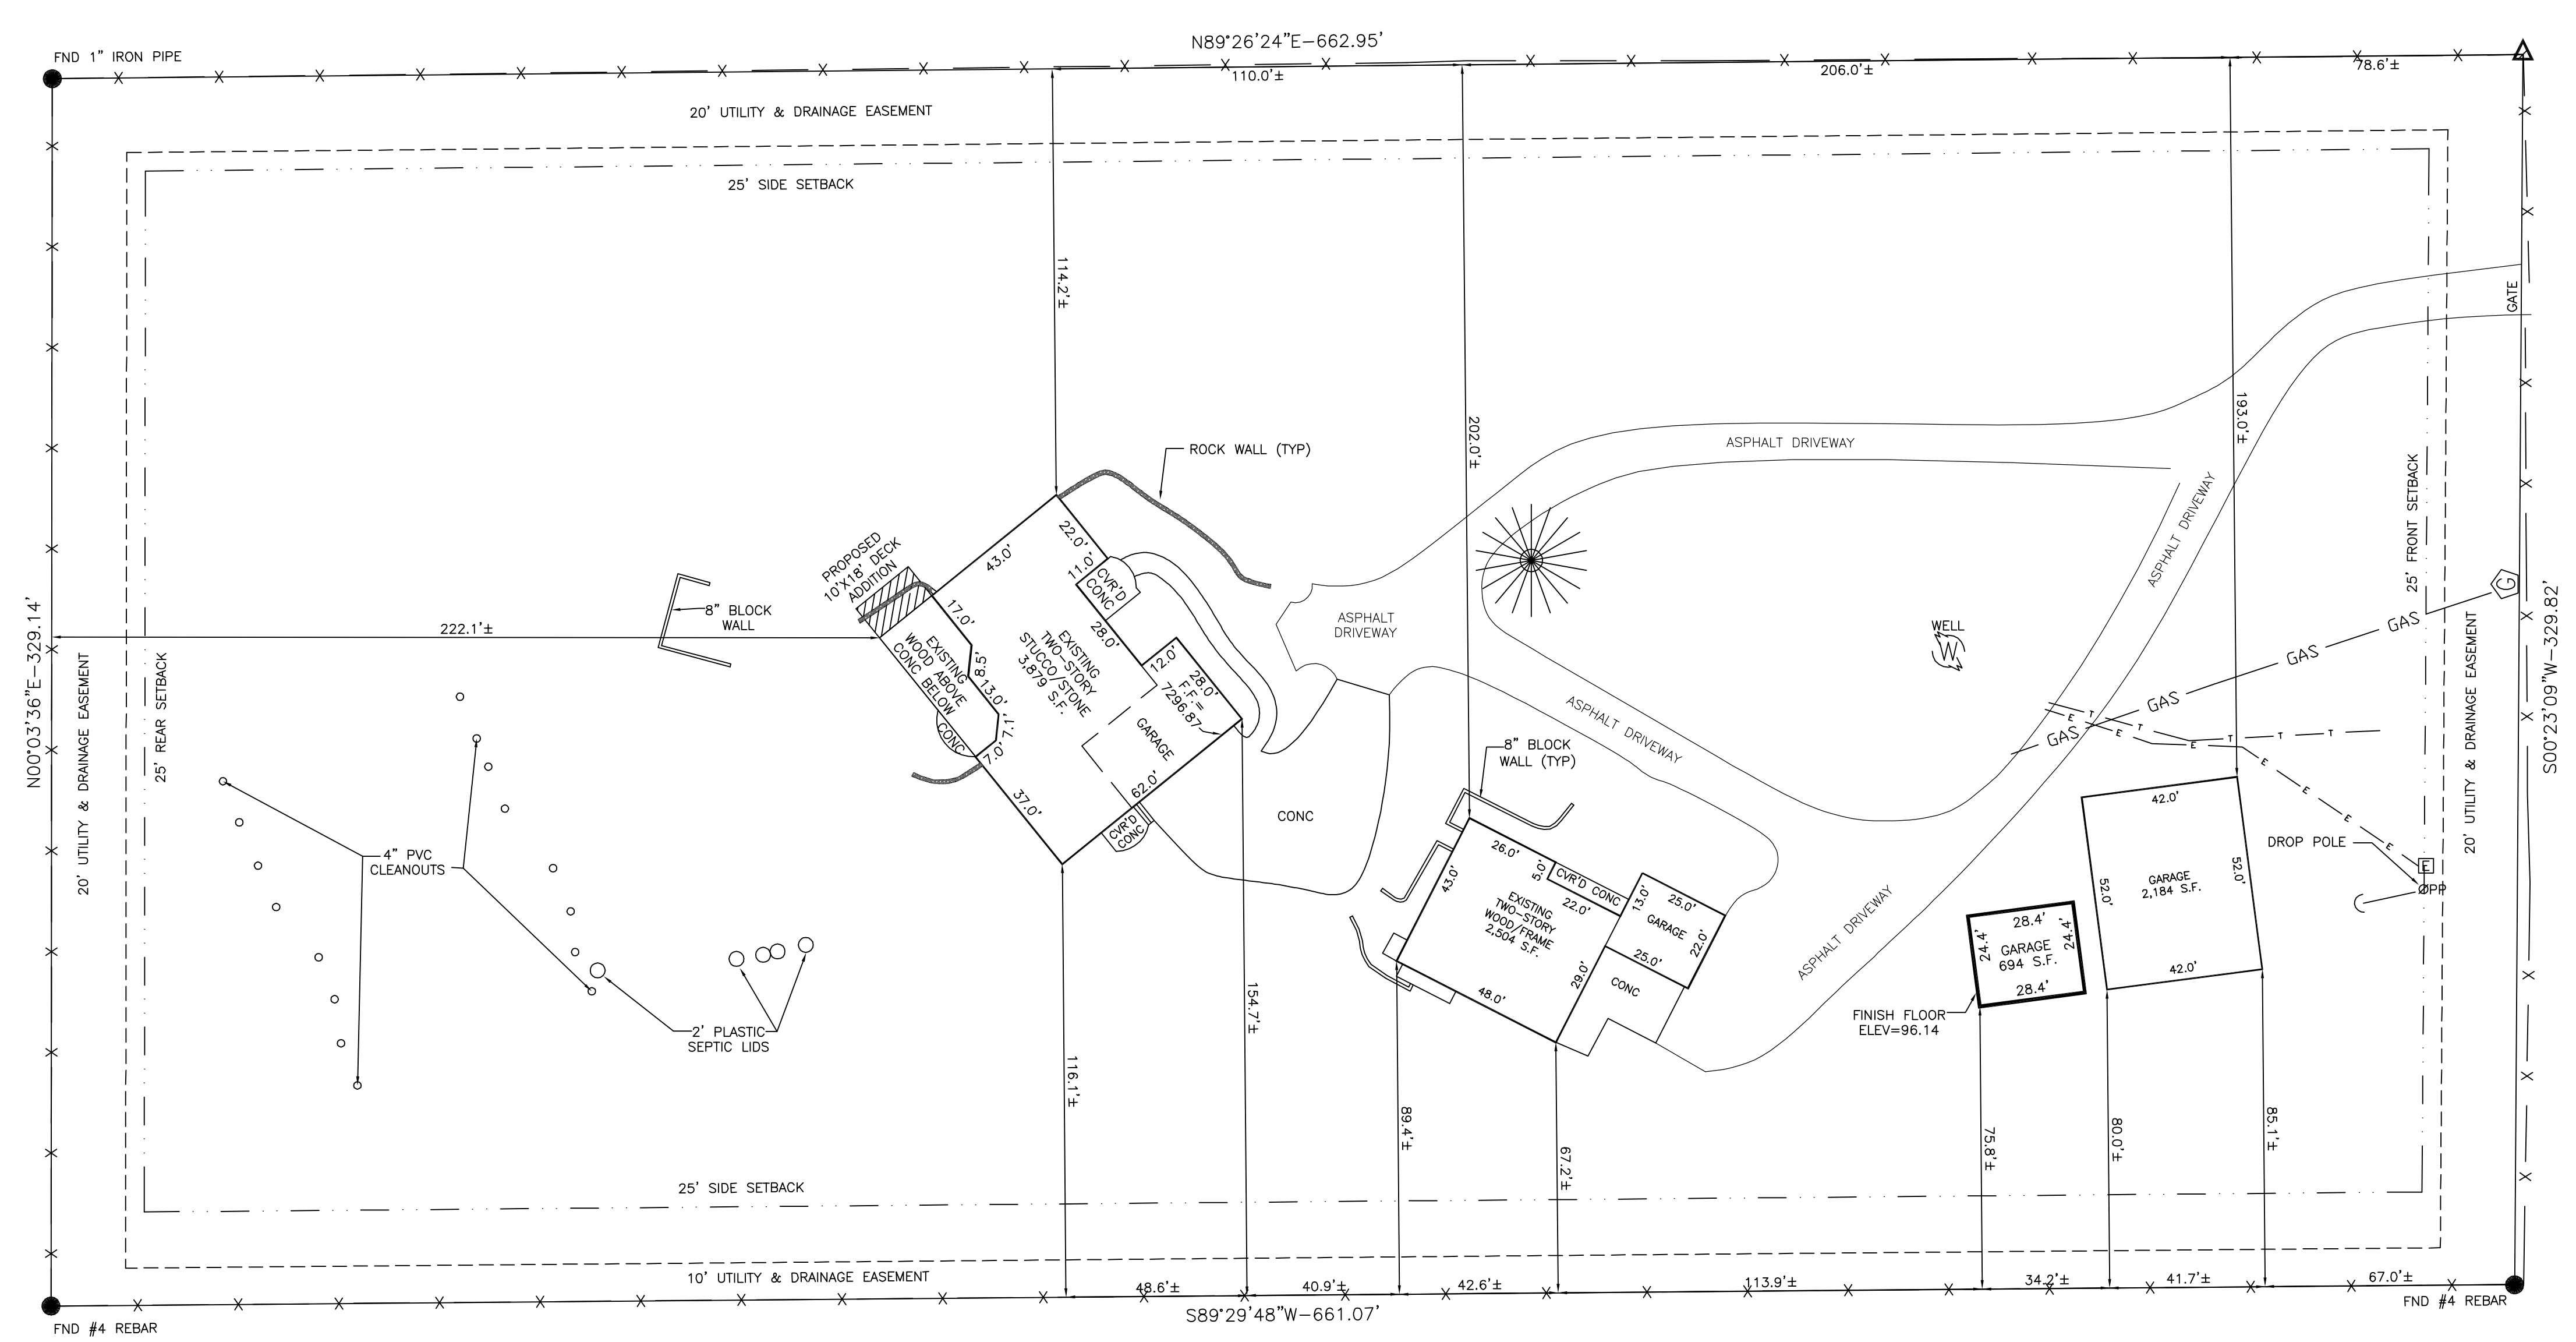 N89°26'24"E-662.95'
FND 1" IRON PIPE
110.0'±
206.0'±
78.6'±
20' UTILITY & DRAINAGE EASEMENT
25' SIDE SETBACK
114.2'±
202.0'±
193.0'±
GATE
ROCK WALL (TYP)
ASPHALT DRIVEWAY
ASPHALT DRIVEWAY
25' FRONT SETBACK
PROPOSED
10'X18' DECK
ADDITION
43.0'
22.0'
11.0'
CVR'D
CONC
17.0'
28.0'
8.5'
13.0'
7.1'
7.0'
12.0'
28.0'
EXISTING
TWO-STORY
STUCCO/STONE
3,879 S.F.
F.F.=
7296.87
GARAGE
EXISTING
WOOD ABOVE
CONC BELOW
CONC
62.0'
37.0'
CVR'D
CONC
8" BLOCK
WALL
222.1'±
N00°03'36"E-329.14'
20' UTILITY & DRAINAGE EASEMENT
25' REAR SETBACK
ASPHALT
DRIVEWAY
ASPHALT DRIVEWAY
WELL
W
G
GAS
GAS
GAS
GAS
E
T
T
E
E
T
T
T
E
E
E
E
S00°23'09"W-329.82'
20' UTILITY & DRAINAGE EASEMENT
8" BLOCK
WALL (TYP)
CONC
4" PVC
CLEANOUTS
2' PLASTIC
SEPTIC LIDS
26.0'
5.0'
CVR'D CONC
43.0'
22.0'
13.0'
25.0'
GARAGE
22.0'
25.0'
EXISTING
TWO-STORY
WOOD/FRAME
2,504 S.F.
29.0'
48.0'
CONC
ASPHALT DRIVEWAY
42.0'
52.0'
52.0'
GARAGE
2,184 S.F.
42.0'
DROP POLE
PP
28.4'
24.4'
24.4'
GARAGE
694 S.F.
28.4'
FINISH FLOOR
ELEV=96.14
154.7'±
116.1'±
89.4'±
67.2'±
75.8'±
80.0'±
85.1'±
25' SIDE SETBACK
10' UTILITY & DRAINAGE EASEMENT
48.6'±
40.9'±
42.6'±
113.9'±
34.2'±
41.7'±
67.0'±
FND #4 REBAR
S89°29'48"W-661.07'
FND #4 REBAR